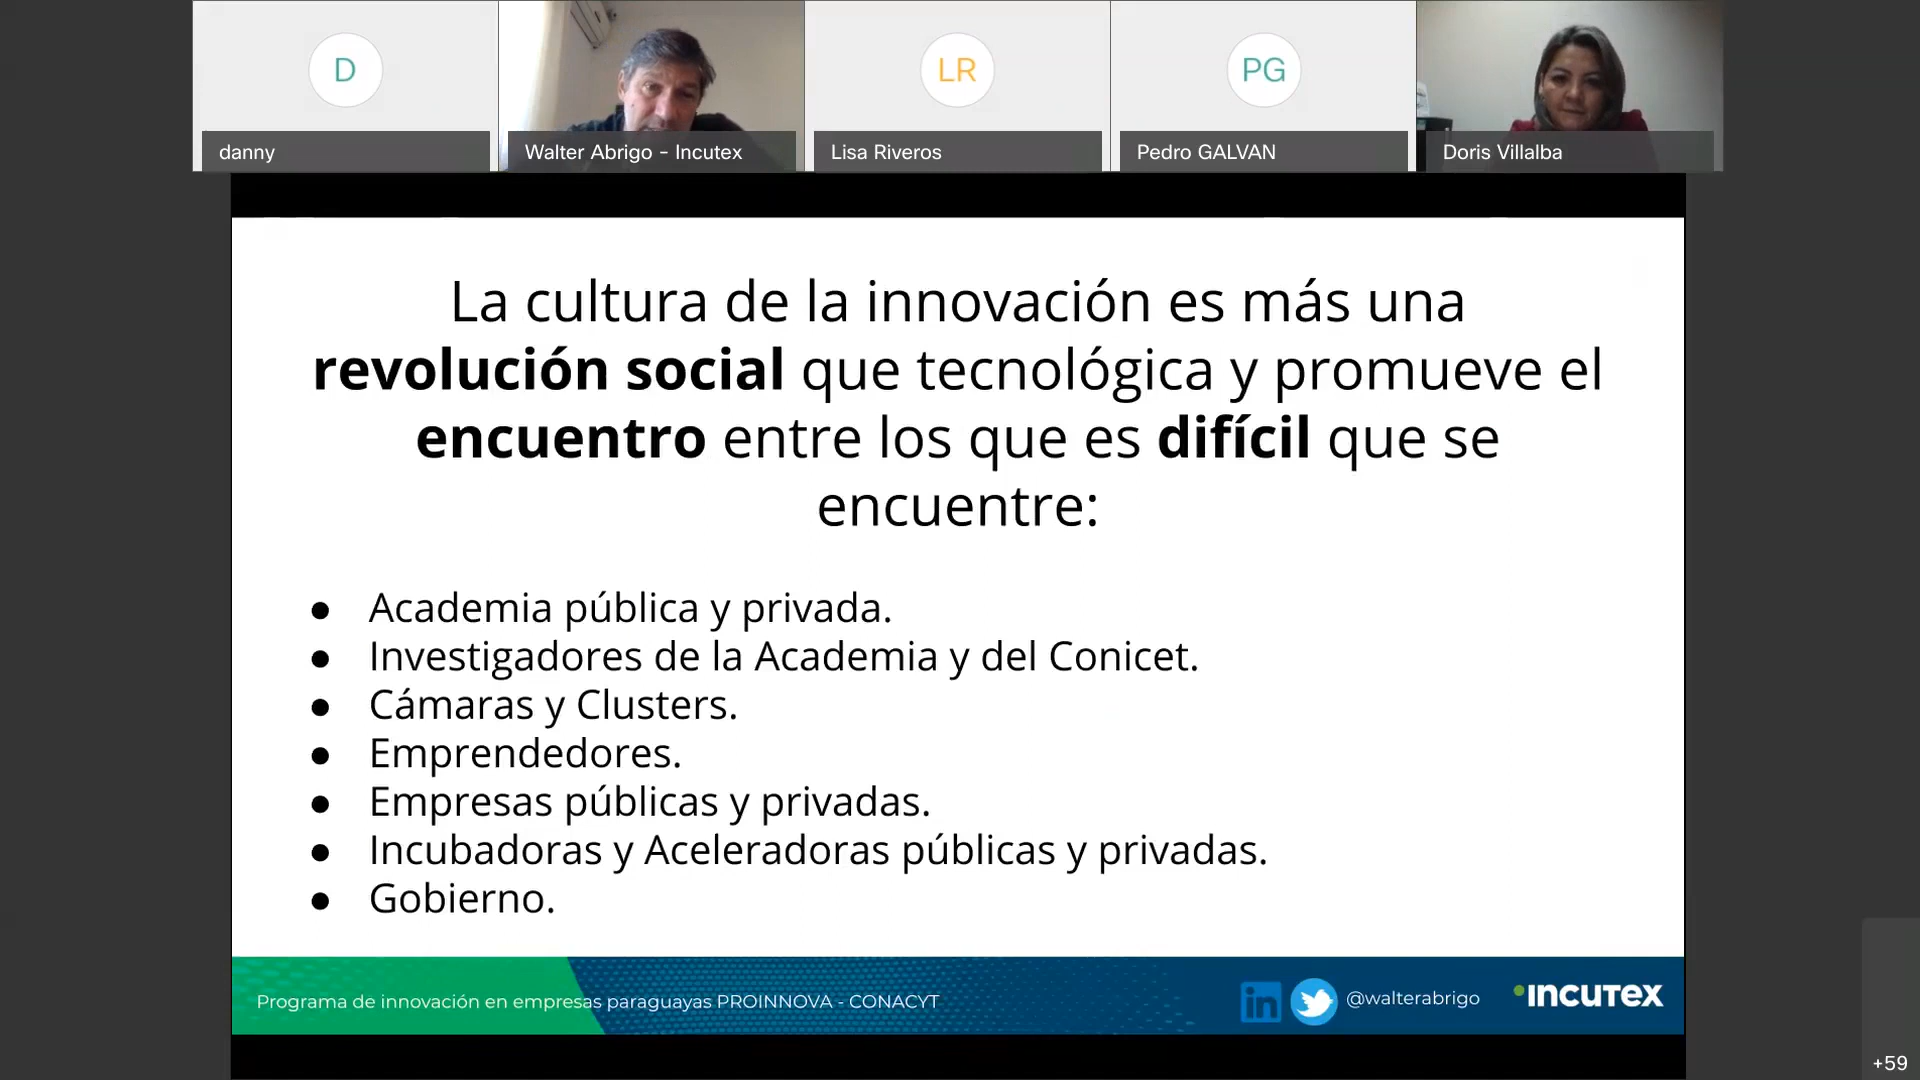 D
LR
PG
danny
Walter Abrigo - Incutex
Lisa Riveros
Pedro GALVAN
Doris Villalba
La cultura de la innovación es más una
revolución social que tecnológica y promueve el
encuentro entre los que es difícil que se
encuentre:
● Academia pública y privada.
● Investigadores de la Academia y del Conicet.
● Cámaras y Clusters.
● Emprendedores.
● Empresas públicas y privadas.
● Incubadoras y Aceleradoras públicas y privadas.
● Gobierno.
Programa de innovación en empresas paraguayas PROINNOVA - CONACYT
in
@walterabrigo
INCUTEX
+59